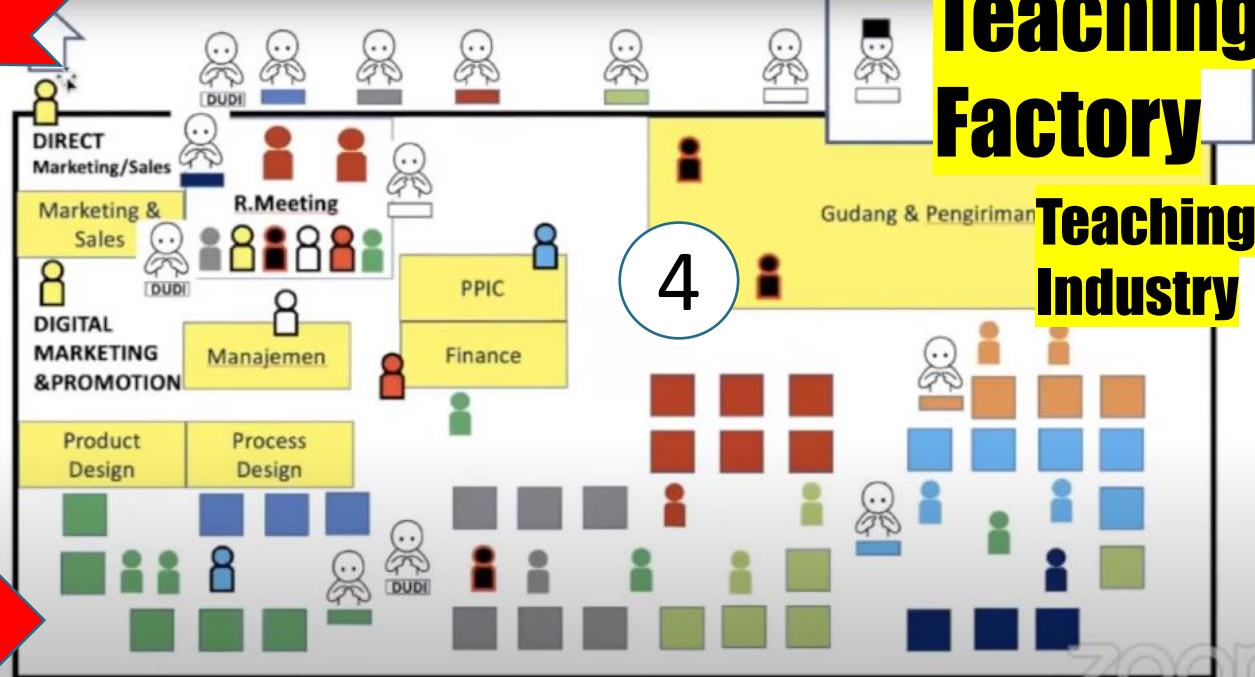 Teaching
Factory
Teaching
Industry
DUDI
DIRECT
Marketing/Sales
Marketing &
Sales
R.Meeting
DUDI
Gudang & Pengiriman
4
PPIC
DIGITAL
MARKETING
&PROMOTION
Manajemen
Finance
Product
Design
Process
Design
DUDI
zoom